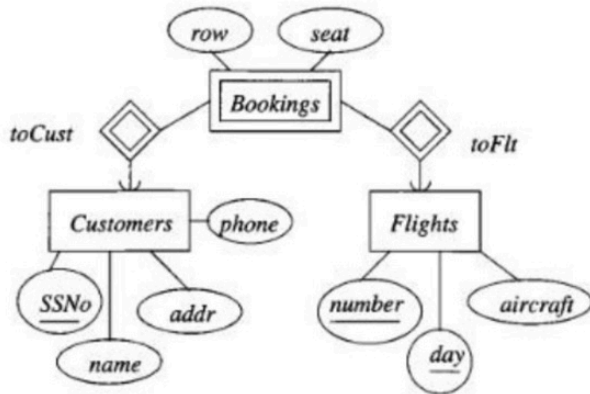 row
seat
Bookings
toCust
toFlt
Customers
phone
Flights
SSNo
addr
number
aircraft
name
day